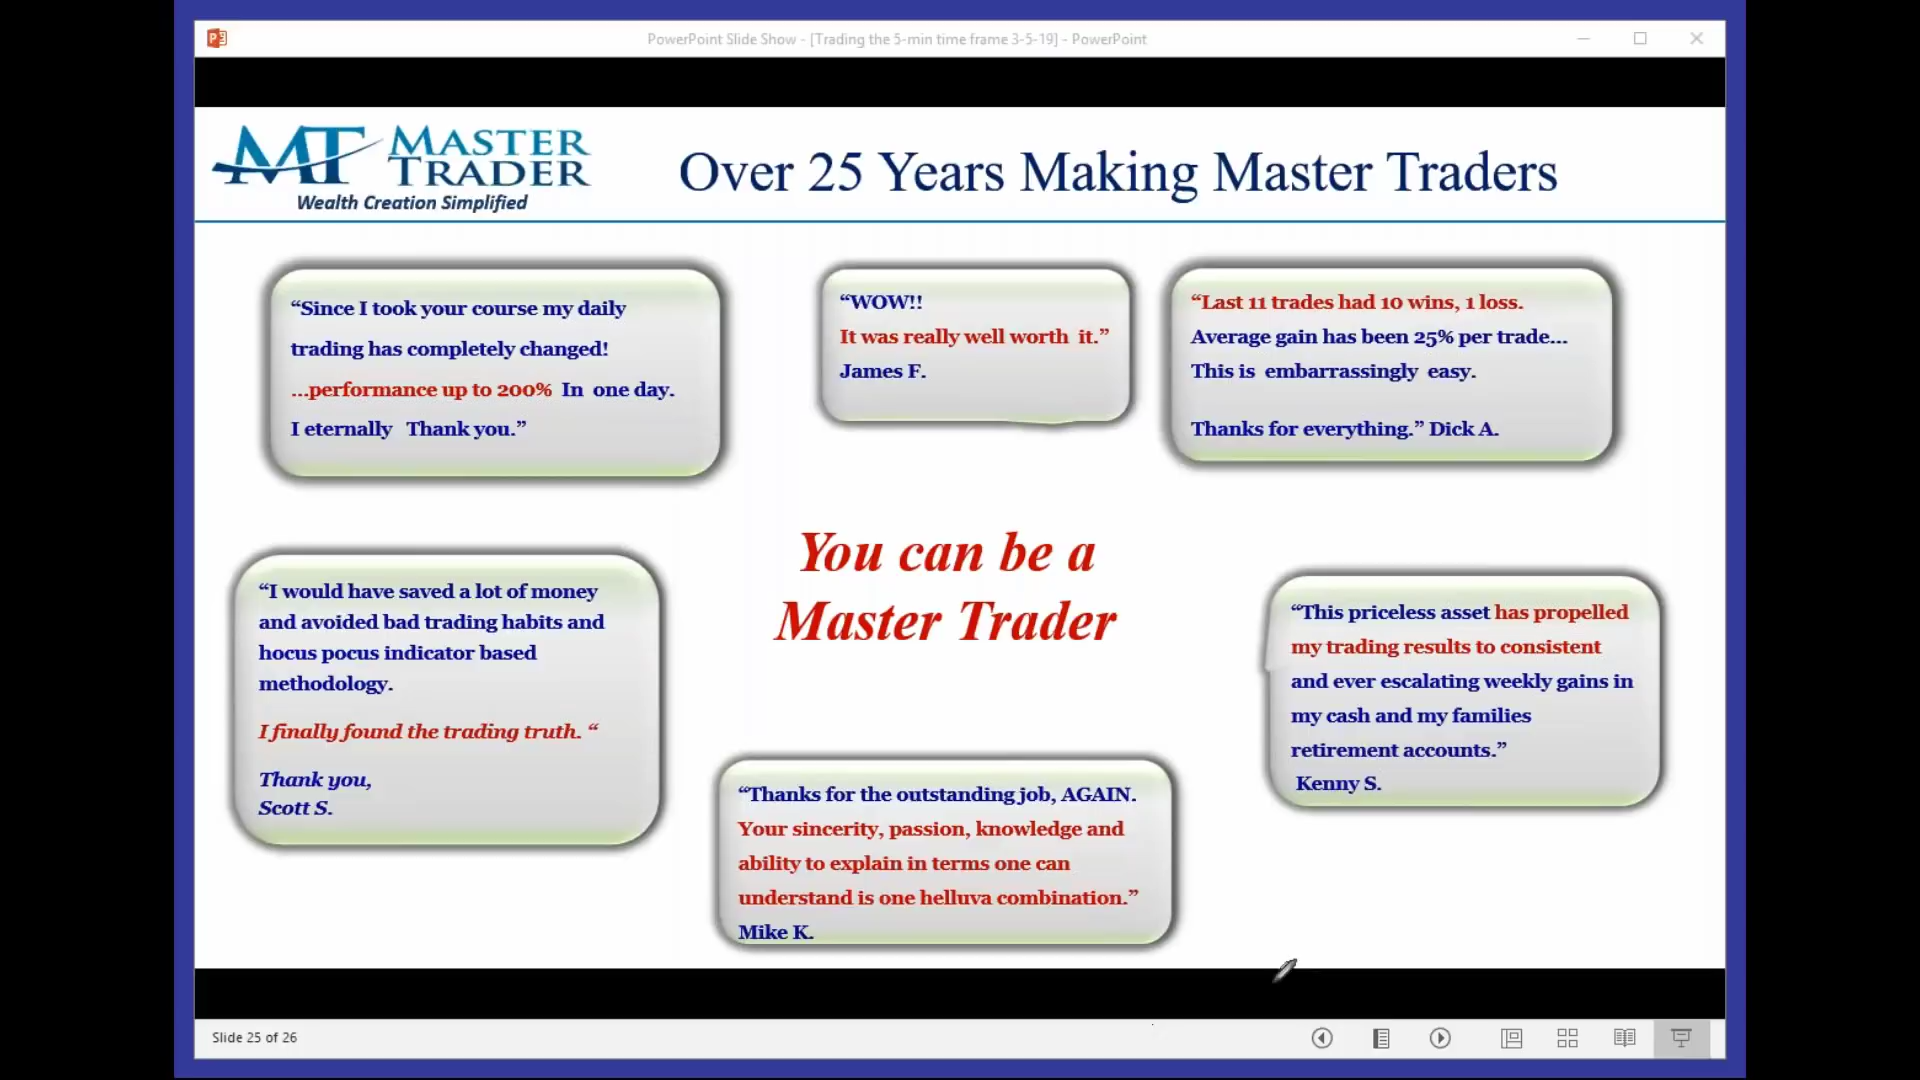 PowerPoint Slide Show - [Trading the 5-min time frame 3-5-19] - PowerPoint
MT MASTER
TRADER
Wealth Creation Simplified
Over 25 Years Making Master Traders
“Since I took your course my daily
trading has completely changed!
...performance up to 200% In one day.
I eternally Thank you.”
“WOW!!
It was really well worth it.”
James F.
“Last 11 trades had 10 wins, 1 loss.
Average gain has been 25% per trade...
This is embarrassingly easy.
Thanks for everything.” Dick A.
You can be a
Master Trader
“I would have saved a lot of money
and avoided bad trading habits and
hocus pocus indicator based
methodology.
I finally found the trading truth. “
Thank you,
Scott S.
“This priceless asset has propelled
my trading results to consistent
and ever escalating weekly gains in
my cash and my families
retirement accounts.”
Kenny S.
“Thanks for the outstanding job, AGAIN.
Your sincerity, passion, knowledge and
ability to explain in terms one can
understand is one helluva combination.”
Mike K.
Slide 25 of 26